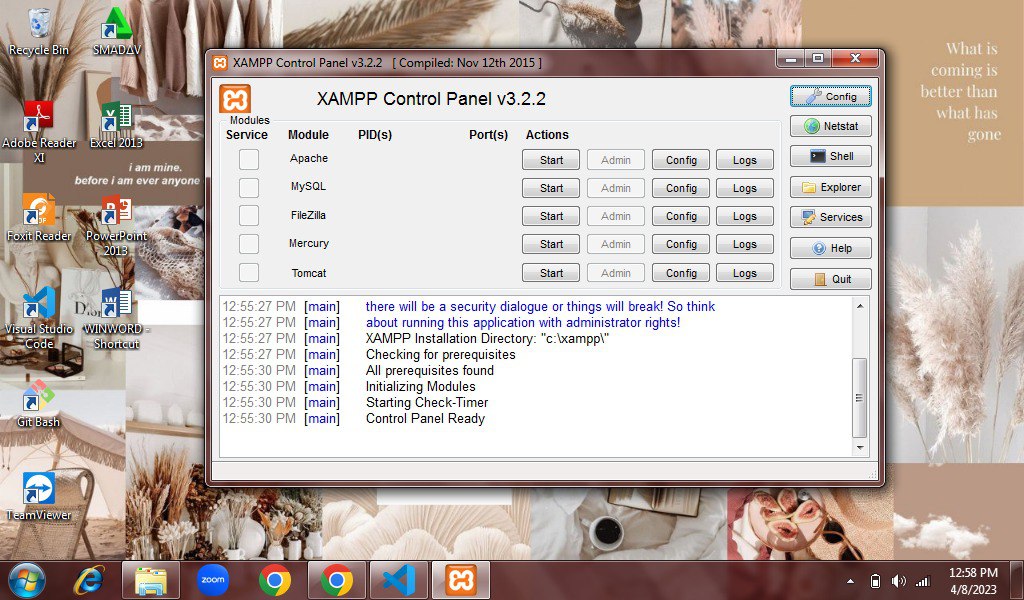 Recycle Bin
SMADΔV
Adobe Reader
XI
Excel 2013
i am mine.
before i am ever anyone
Foxit Reader
PowerPoint
2013
Visual Studio
Code
WINWORD -
Shortcut
Git Bash
TeamViewer
What is
coming is
better than
what has
gone
XAMPP Control Panel v3.2.2 [ Compiled: Nov 12th 2015 ]
XAMPP Control Panel v3.2.2
Modules
Service Module PID(s) Port(s) Actions
Apache Start Admin Config Logs
MySQL Start Admin Config Logs
FileZilla Start Admin Config Logs
Mercury Start Admin Config Logs
Tomcat Start Admin Config Logs
Config
Netstat
Shell
Explorer
Services
Help
Quit
12:55:27 PM [main] there will be a security dialogue or things will break! So think
12:55:27 PM [main] about running this application with administrator rights!
12:55:27 PM [main] XAMPP Installation Directory: "c:\xampp\"
12:55:27 PM [main] Checking for prerequisites
12:55:30 PM [main] All prerequisites found
12:55:30 PM [main] Initializing Modules
12:55:30 PM [main] Starting Check-Timer
12:55:30 PM [main] Control Panel Ready
zoom
12:58 PM
4/8/2023